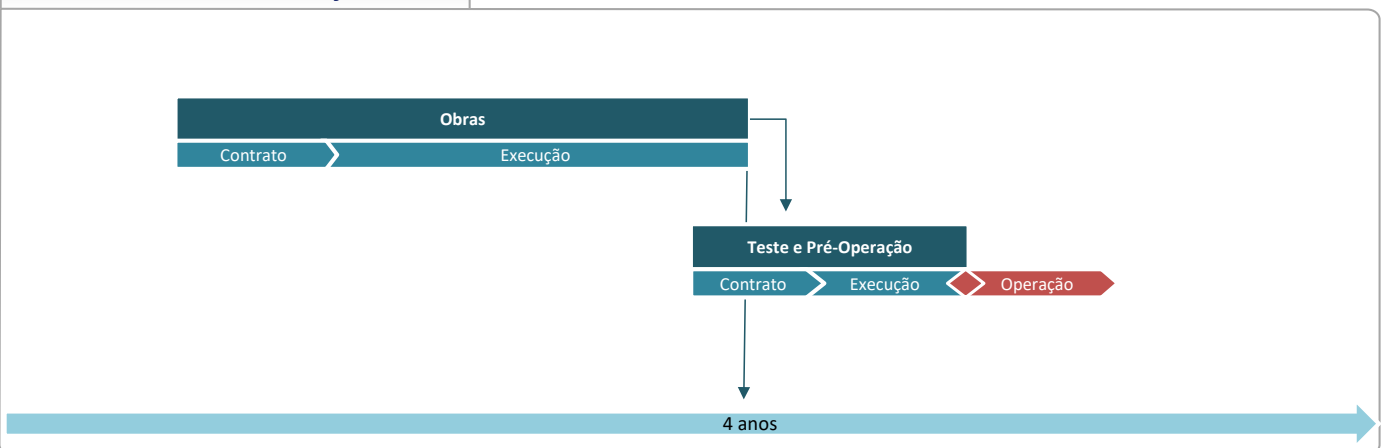 Obras
Contrato
Execução
Teste e Pré-Operação
Contrato
Execução
Operação
4 anos